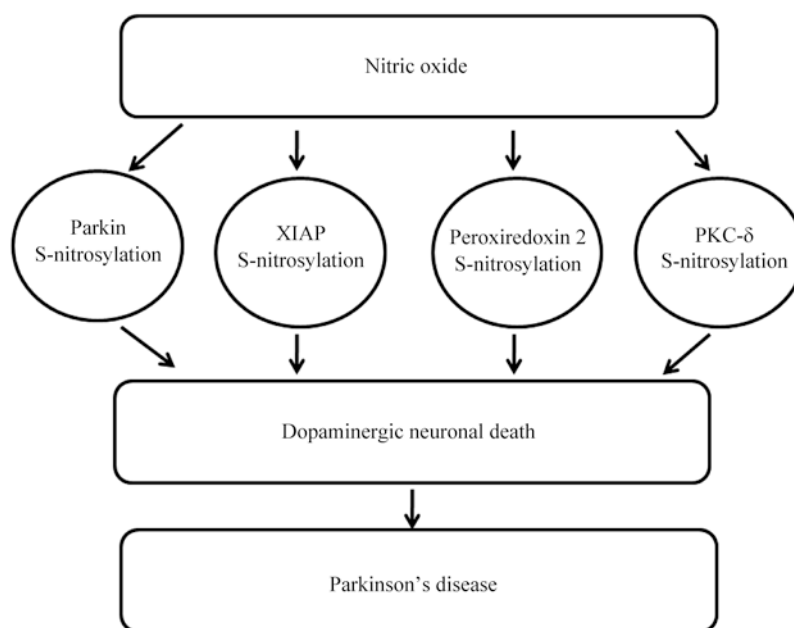 Nitric oxide
Parkin
S-nitrosylation
XIAP
S-nitrosylation
Peroxiredoxin 2
S-nitrosylation
PKC-δ
S-nitrosylation
Dopaminergic neuronal death
Parkinson’s disease